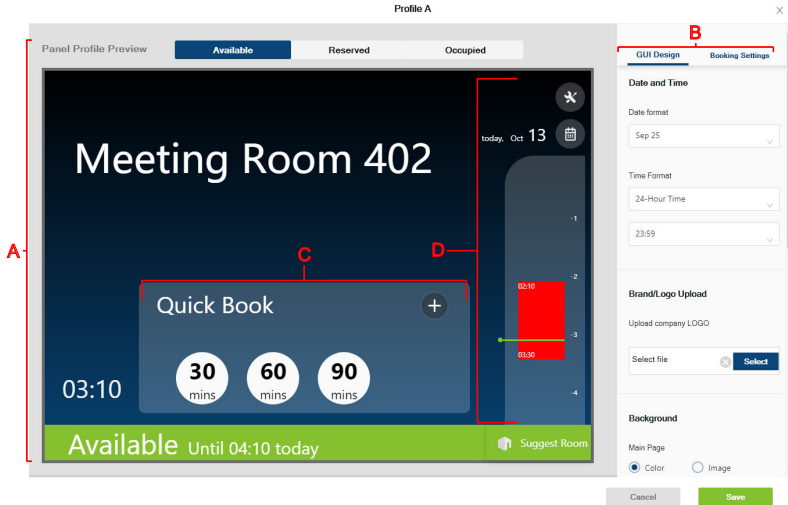 Profile A
B
Panel Profile Preview
Available
Reserved
Occupied
GUI Design
Booking Settings
Date and Time
Date format
Sep 25
Time Format
24-Hour Time
23:59
Brand/Logo Upload
Upload company LOGO
Select file
Select
Background
Main Page
Color
Image
Cancel
Save
A
today, Oct 13
Meeting Room 402
-1
D
C
-2
02:10
Quick Book
+
-3
03:30
30
mins
60
mins
90
mins
03:10
-4
Available Until 04:10 today
Suggest Room